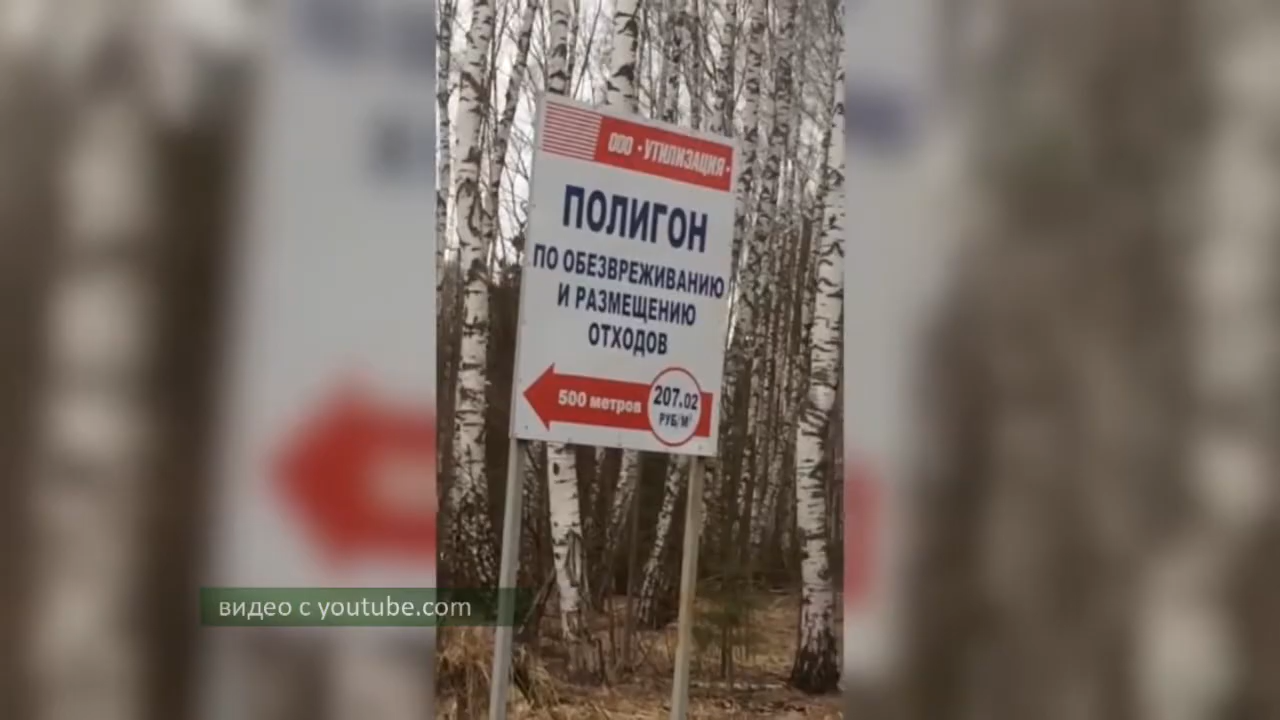 ООО •УТИЛИЗАЦИЯ•
ПОЛИГОН
ПО ОБЕЗВРЕЖИВАНИЮ
И РАЗМЕЩЕНИЮ
ОТХОДОВ
500 метров
207.02
РУБ/М³
видео с youtube.com